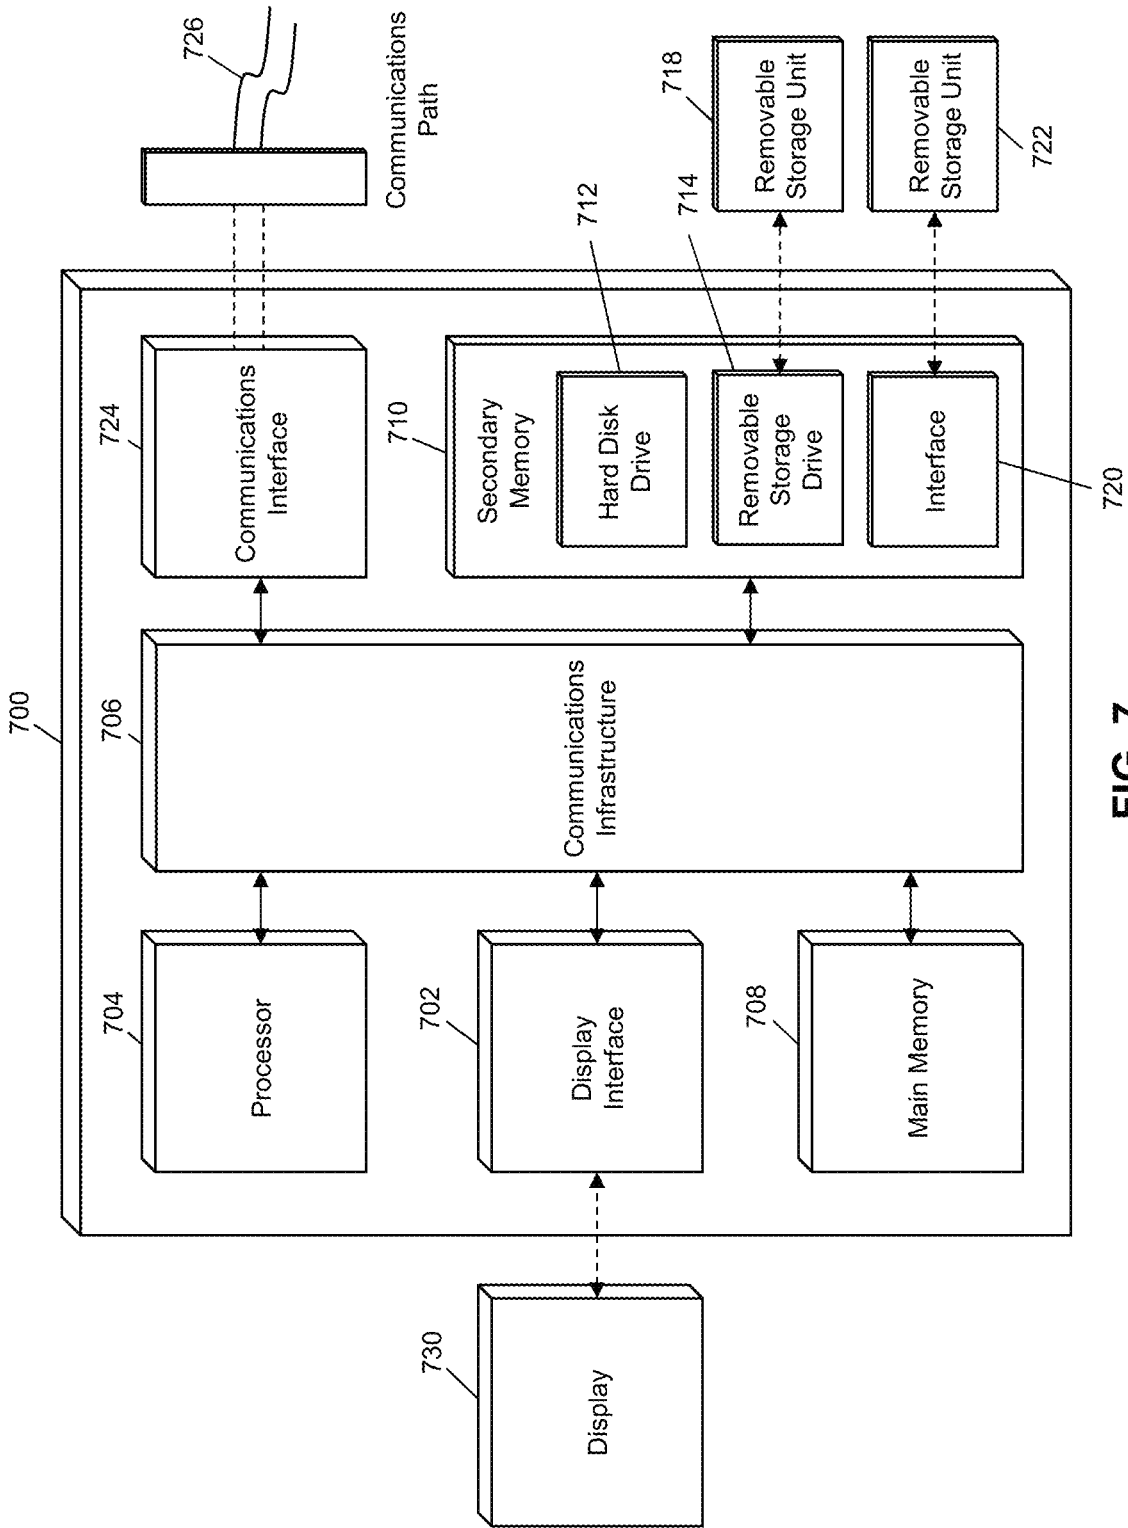 700
704
Processor
706
Communications
Infrastructure
724
Communications
Interface
726
Communications
Path
730
Display
702
Display
Interface
710
Secondary
Memory
712
Hard Disk
Drive
708
Main Memory
714
Removable
Storage
Drive
718
Removable
Storage Unit
720
Interface
722
Removable
Storage Unit
FIG. 7